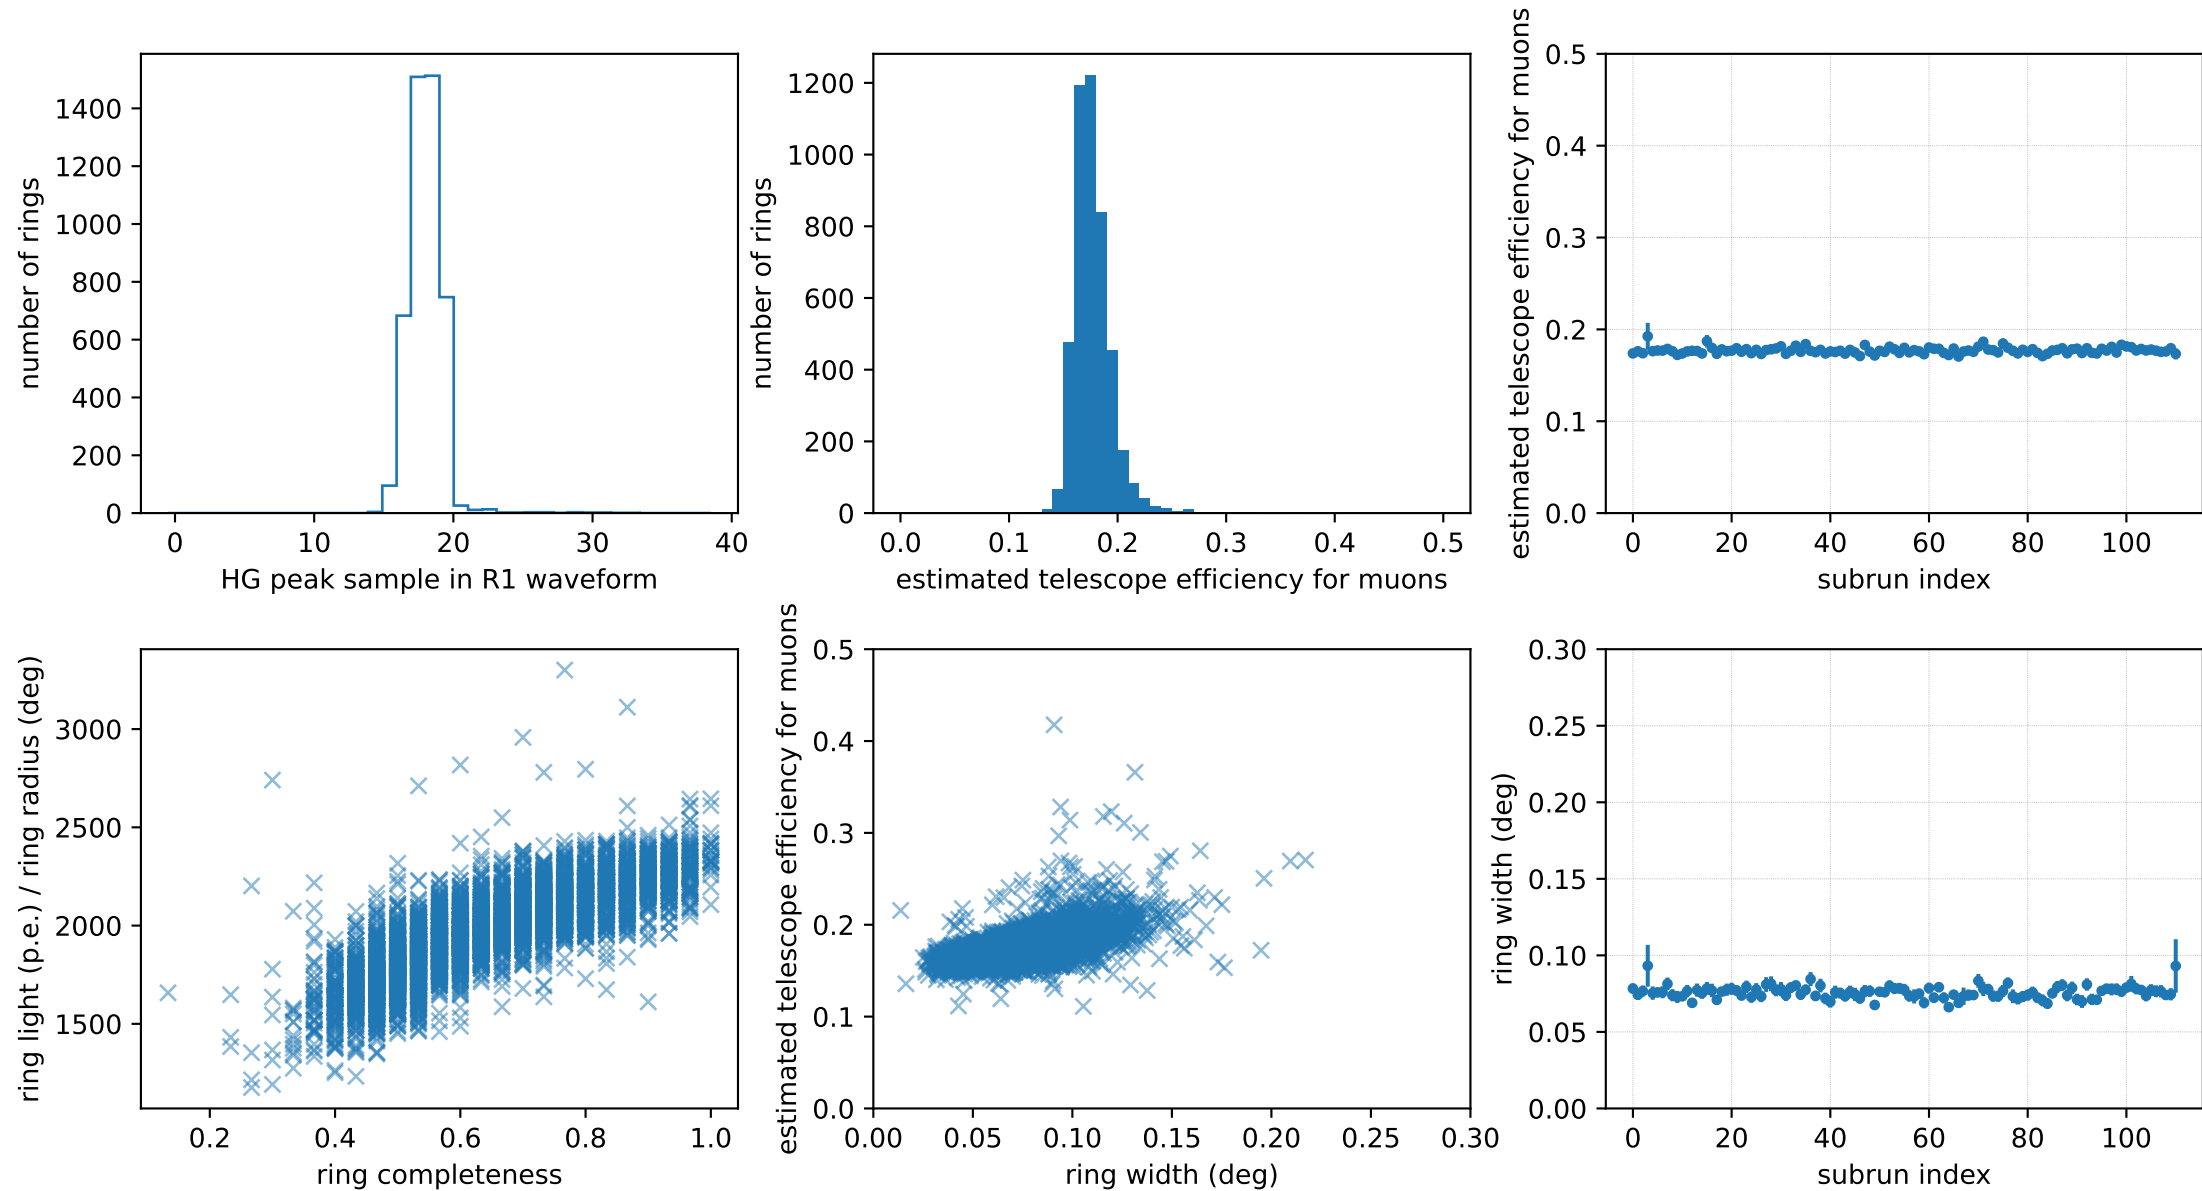 1400
1200
1000
800
600
400
200
0
number of rings
0 10 20 30 40
HG peak sample in R1 waveform
1200
1000
800
600
400
200
0
number of rings
0.0 0.1 0.2 0.3 0.4 0.5
estimated telescope efficiency for muons
0.5
0.4
0.3
0.2
0.1
0.0
estimated telescope efficiency for muons
0 20 40 60 80 100
subrun index
3000
2500
2000
1500
ring light (p.e.) / ring radius (deg)
0.2 0.4 0.6 0.8 1.0
ring completeness
0.5
0.4
0.3
0.2
0.1
0.0
estimated telescope efficiency for muons
0.00 0.05 0.10 0.15 0.20 0.25 0.30
ring width (deg)
0.30
0.25
0.20
0.15
0.10
0.05
0.00
ring width (deg)
0 20 40 60 80 100
subrun index